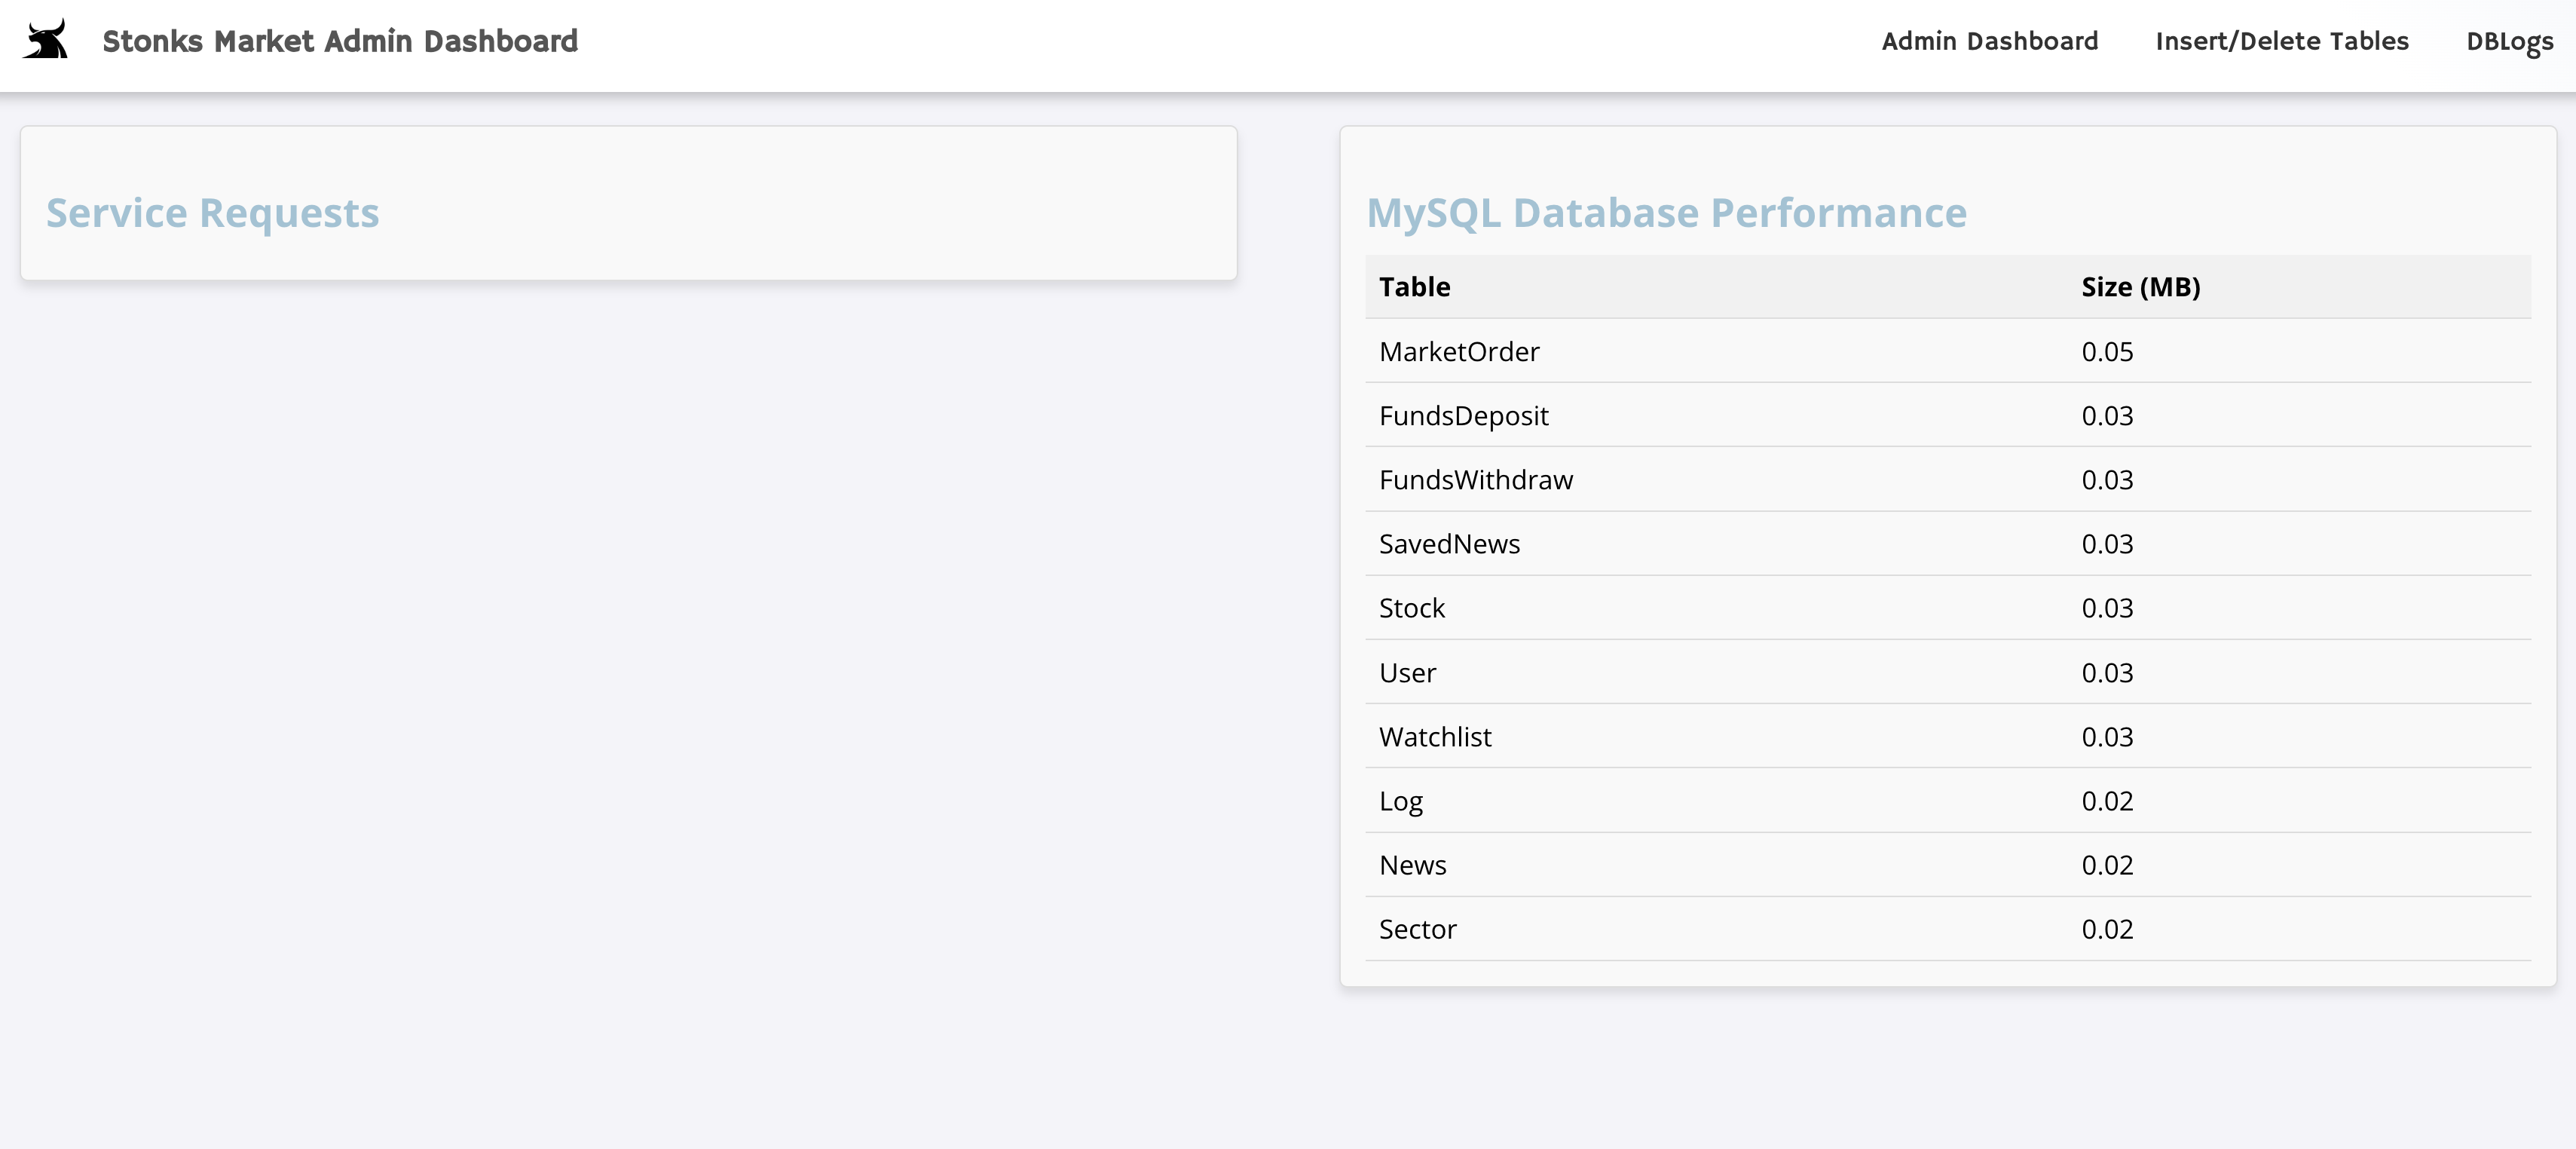 Stonks Market Admin Dashboard
Admin Dashboard
Insert/Delete Tables
DBLogs
Service Requests
MySQL Database Performance
Table Size (MB)
MarketOrder 0.05
FundsDeposit 0.03
FundsWithdraw 0.03
SavedNews 0.03
Stock 0.03
User 0.03
Watchlist 0.03
Log 0.02
News 0.02
Sector 0.02